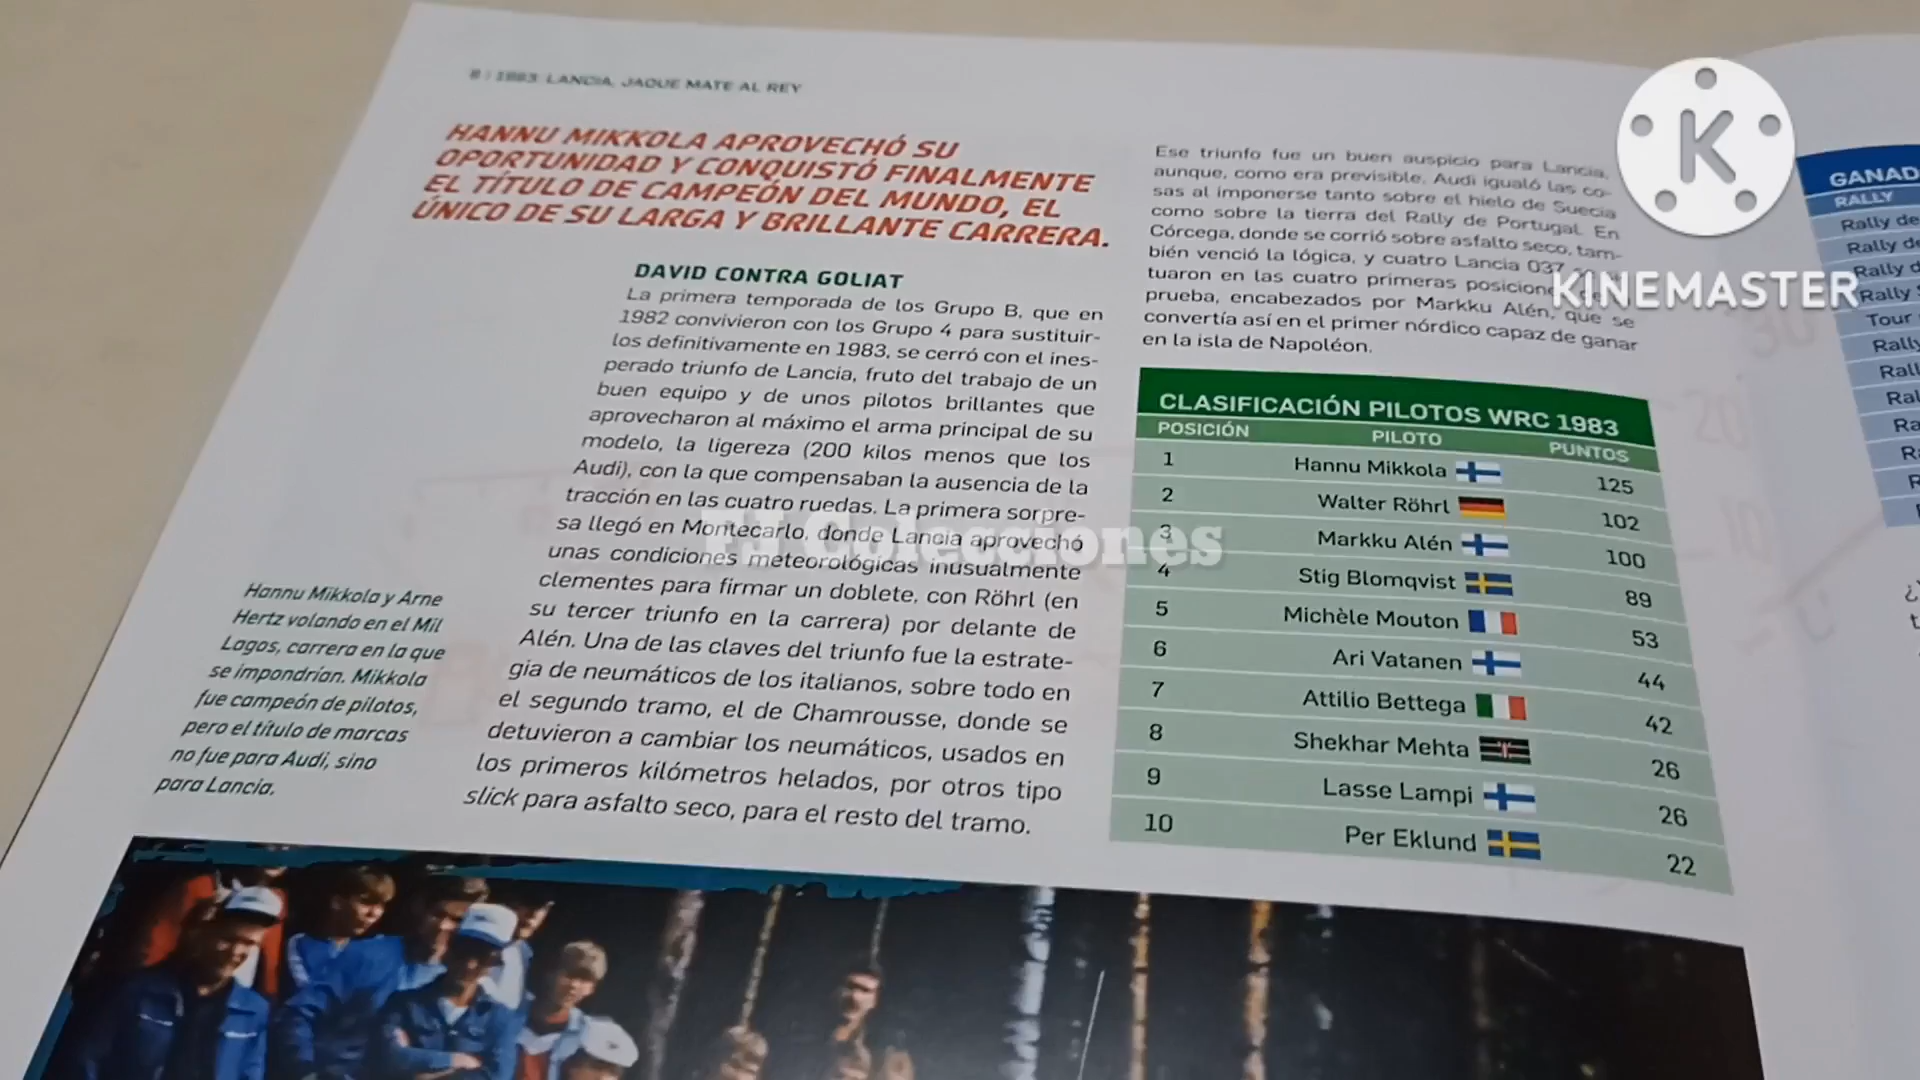 8 | 1983: LANCIA, JAQUE MATE AL REY
HANNU MIKKOLA APROVECHÓ SU
OPORTUNIDAD Y CONQUISTÓ FINALMENTE
EL TÍTULO DE CAMPEÓN DEL MUNDO, EL
ÚNICO DE SU LARGA Y BRILLANTE CARRERA.
DAVID CONTRA GOLIAT
La primera temporada de los Grupo B, que en
1982 convivieron con los Grupo 4 para sustituir-
los definitivamente en 1983, se cerró con el ines-
perado triunfo de Lancia, fruto del trabajo de un
buen equipo y de unos pilotos brillantes que
aprovecharon al máximo el arma principal de su
modelo, la ligereza (200 kilos menos que los
Audi), con la que compensaban la ausencia de la
tracción en las cuatro ruedas. La primera sorpre-
sa llegó en Montecarlo, donde Lancia aprovechó
unas condiciones meteorológicas inusualmente
clementes para firmar un doblete, con Röhrl (en
su tercer triunfo en la carrera) por delante de
Alén. Una de las claves del triunfo fue la estrate-
gia de neumáticos de los italianos, sobre todo en
el segundo tramo, el de Chamrousse, donde se
detuvieron a cambiar los neumáticos, usados en
los primeros kilómetros helados, por otros tipo
slick para asfalto seco, para el resto del tramo.
Hannu Mikkola y Arne
Hertz volando en el Mil
Lagos, carrera en la que
se impondrían. Mikkola
fue campeón de pilotos,
pero el título de marcas
no fue para Audi, sino
para Lancia.
Ese triunfo fue un buen auspicio para Lancia,
aunque, como era previsible, Audi igualó las co-
sas al imponerse tanto sobre el hielo de Suecia
como sobre la tierra del Rally de Portugal. En
Córcega, donde se corrió sobre asfalto seco, tam-
bién venció la lógica, y cuatro Lancia 037
tuaron en las cuatro primeras posicione
prueba, encabezados por Markku Alén, que se
convertía así en el primer nórdico capaz de ganar
en la isla de Napoléon.
CLASIFICACIÓN PILOTOS WRC 1983
POSICIÓN PILOTO PUNTOS
1 Hannu Mikkola 125
2 Walter Röhrl 102
3 Markku Alén 100
4 Stig Blomqvist 89
5 Michèle Mouton 53
6 Ari Vatanen 44
7 Attilio Bettega 42
8 Shekhar Mehta 26
9 Lasse Lampi 26
10 Per Eklund 22
GANAD
RALLY
Rally de
Rally de
Rally d
Rally
Tour
Rally
Rall
Ral
Ra
R
K
KINEMASTER
FJ Colecciones